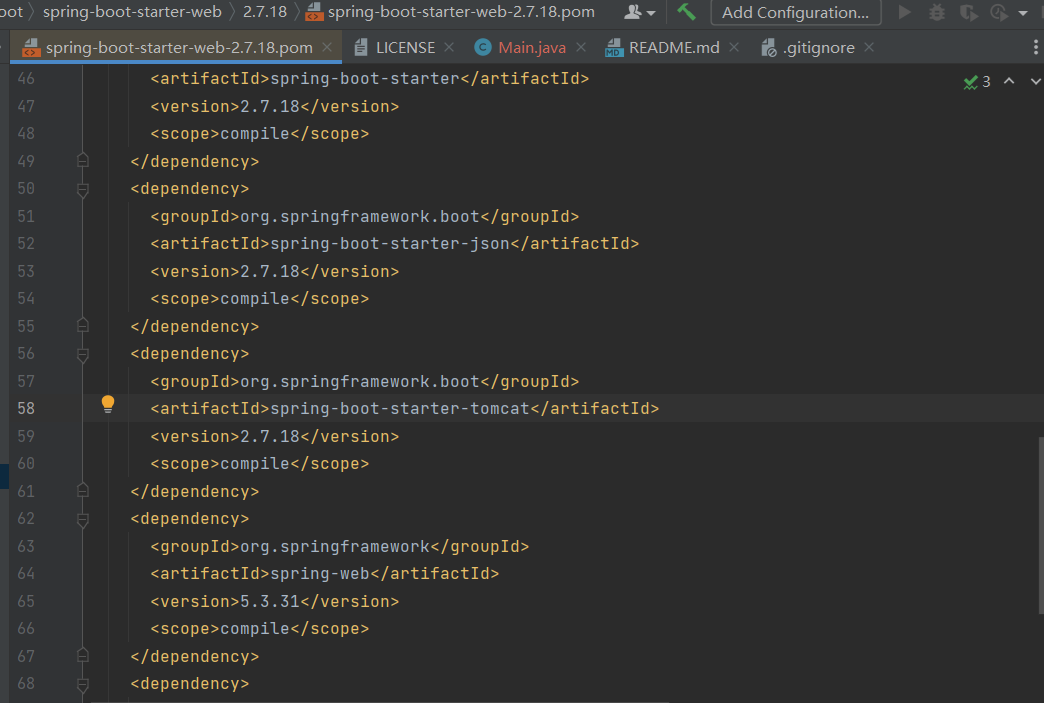 oot 〉 spring-boot-starter-web 〉 2.7.18 〉 spring-boot-starter-web-2.7.18.pom Add Configuration...
spring-boot-starter-web-2.7.18.pom LICENSE C Main.java MD README.md .gitignore
46 <artifactId>spring-boot-starter</artifactId> 3
47 <version>2.7.18</version>
48 <scope>compile</scope>
49 </dependency>
50 <dependency>
51 <groupId>org.springframework.boot</groupId>
52 <artifactId>spring-boot-starter-json</artifactId>
53 <version>2.7.18</version>
54 <scope>compile</scope>
55 </dependency>
56 <dependency>
57 <groupId>org.springframework.boot</groupId>
58 <artifactId>spring-boot-starter-tomcat</artifactId>
59 <version>2.7.18</version>
60 <scope>compile</scope>
61 </dependency>
62 <dependency>
63 <groupId>org.springframework</groupId>
64 <artifactId>spring-web</artifactId>
65 <version>5.3.31</version>
66 <scope>compile</scope>
67 </dependency>
68 <dependency>